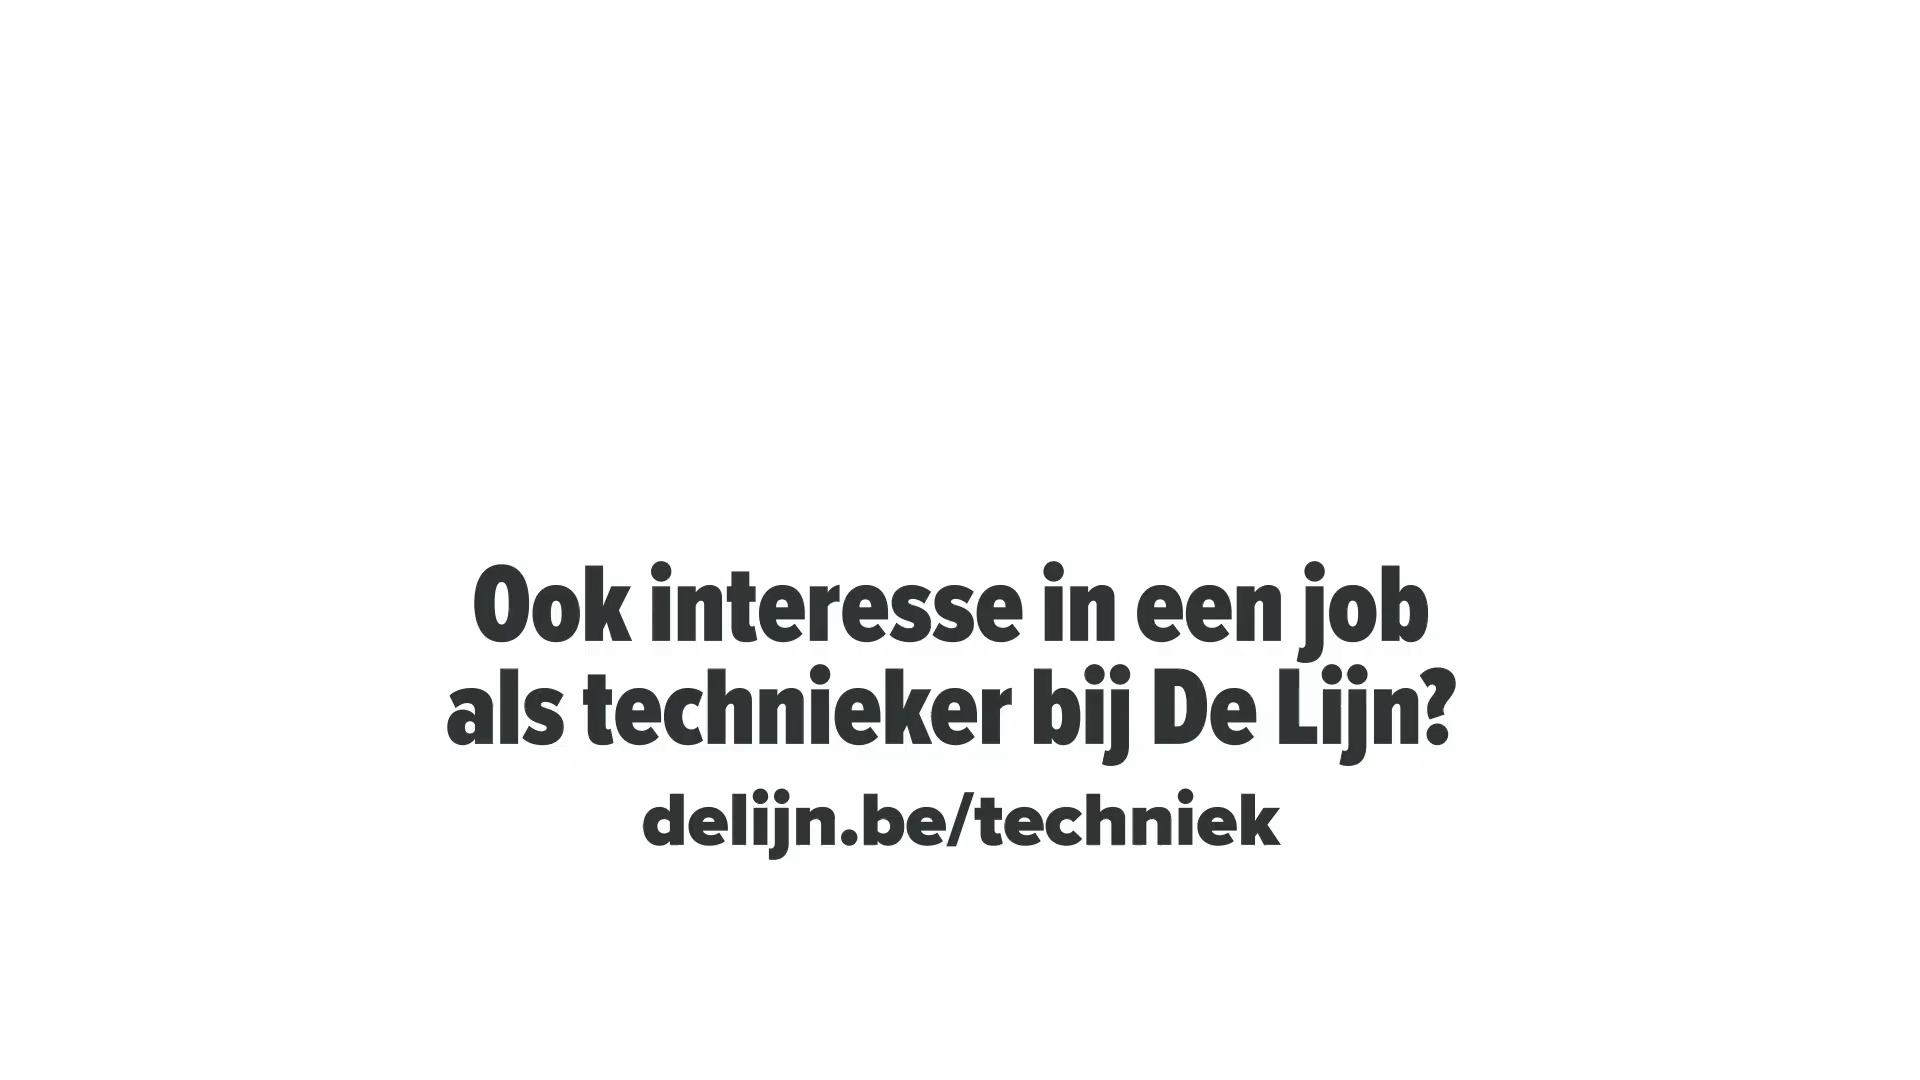 Ook interesse in een job
als technieker bij De Lijn?
delijn.be/techniek